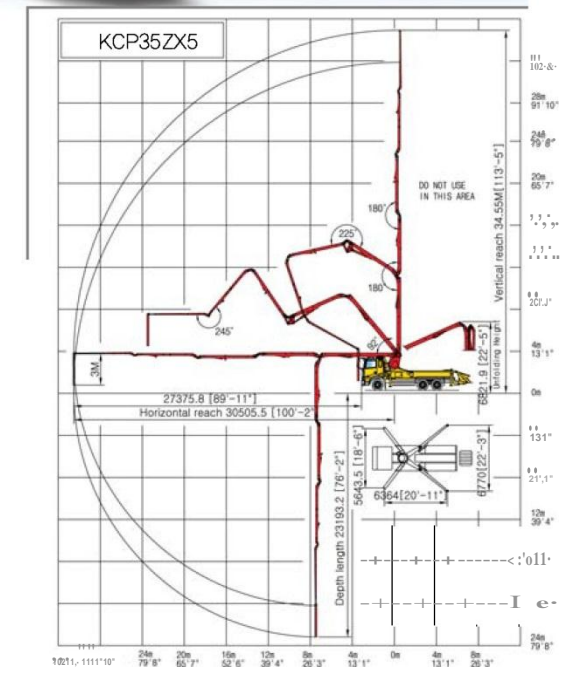 KCP35ZX5
28m
91'10"
24m
79'8"
20m
65'7"
DO NOT USE
IN THIS AREA
180°
225°
180°
245°
92°
Vertical reach 34.55M[113'-5"]
4m
13'1"
0m
6821.9 [22'-5"]
Unfolding Height
3M
27375.8 [89'-11"]
Horizontal reach 30505.5 [100'-2"
Depth length 23193.2 [76'-2"]
5643.5 [18'-6"]
6770[22'-3"]
6364[20'-11"]
12m
39'4"
24m
79'8"
24m
79'8"
20m
65'7"
16m
52'6"
12m
39'4"
8m
26'3"
4m
13'1"
0m
4m
13'1"
8m
26'3"